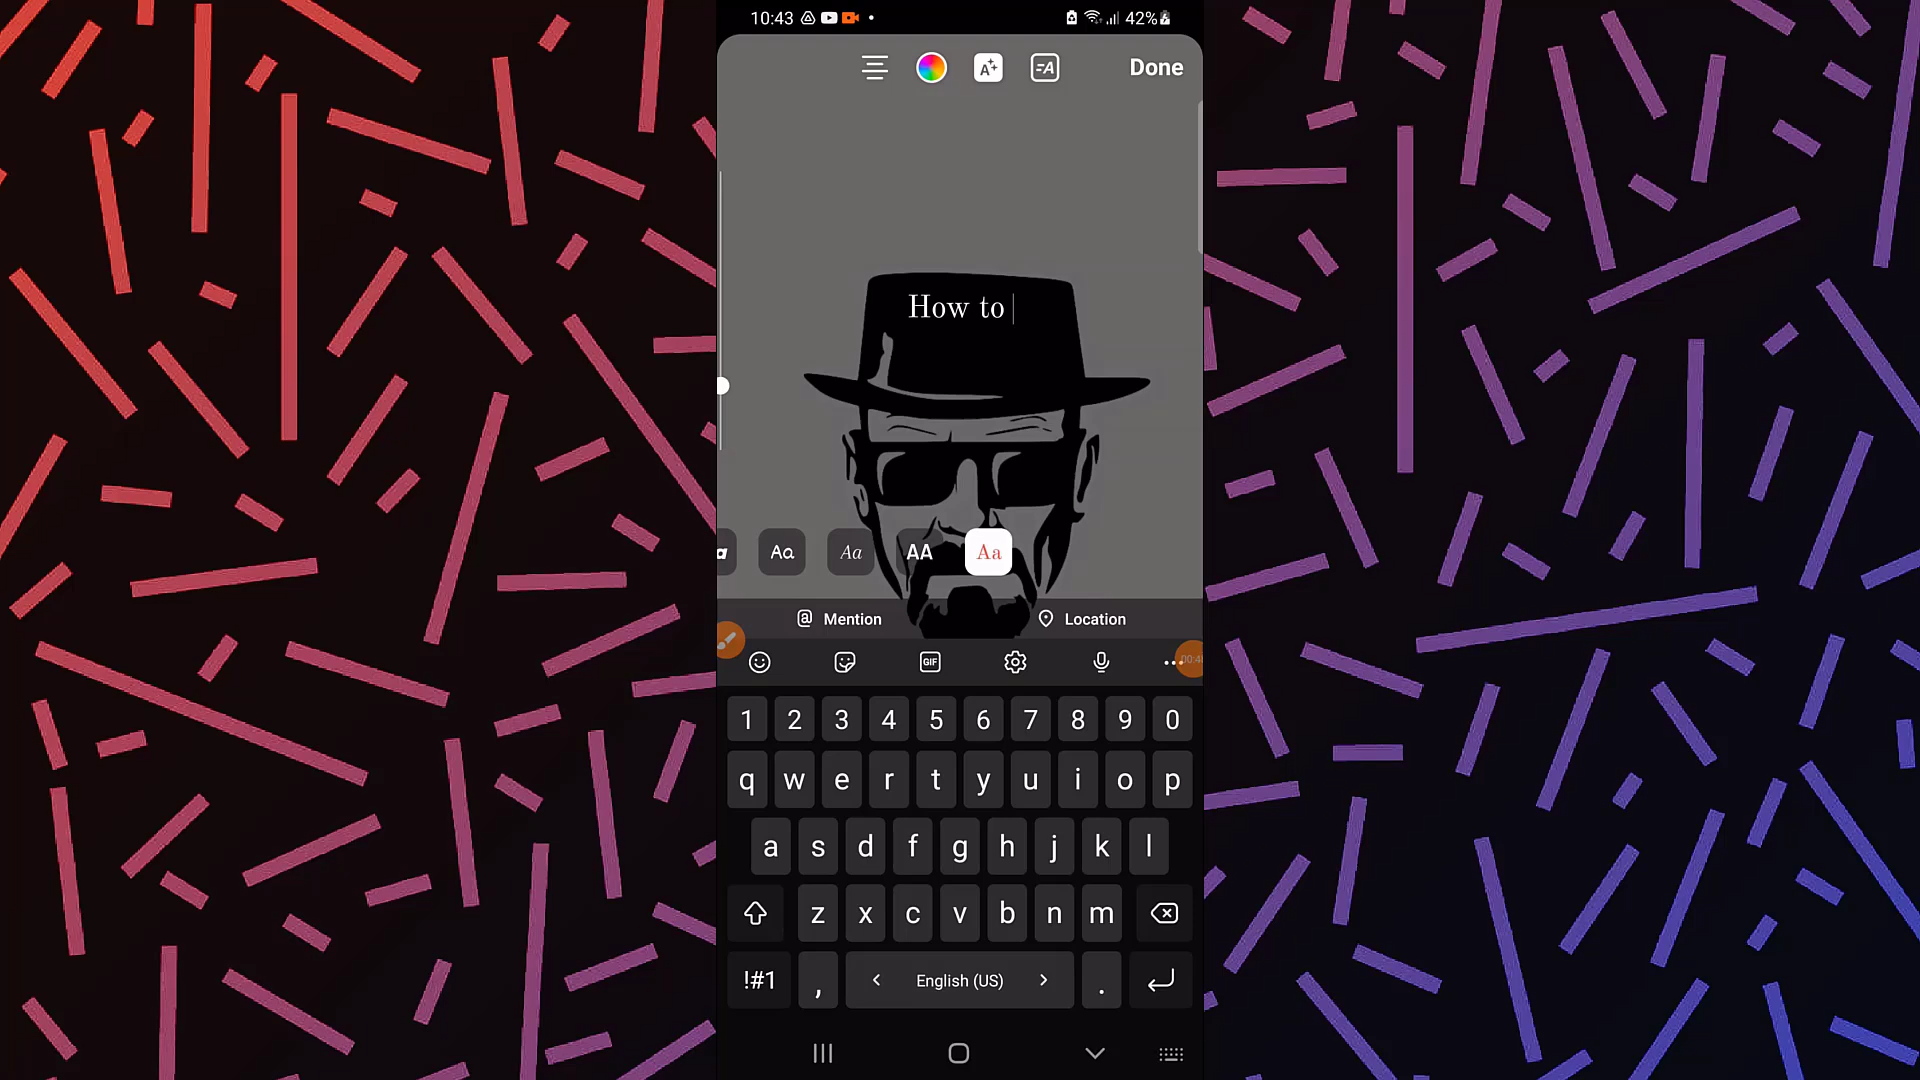 10:43 42%
Done
How to
a Aa Aa AA Aa
Mention Location
GIF
1 2 3 4 5 6 7 8 9 0
q w e r t y u i o p
a s d f g h j k l
z x c v b n m
!#1 , < English (US) > .